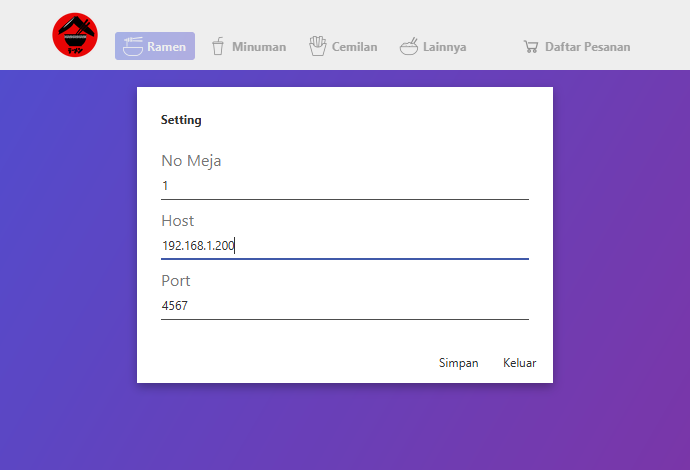 Ramen
Minuman
Cemilan
Lainnya
Daftar Pesanan
Setting
No Meja
1
Host
192.168.1.200
Port
4567
Simpan
Keluar